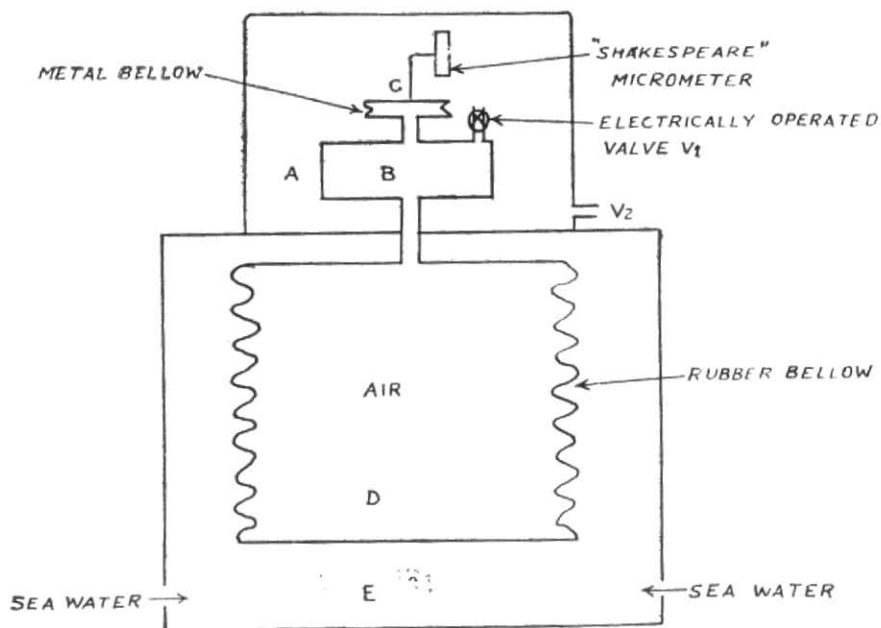 "SHAKESPEARE"
MICROMETER
METAL BELLOW
C
ELECTRICALLY OPERATED
VALVE V1
A
B
V2
RUBBER BELLOW
AIR
D
SEA WATER
E
SEA WATER